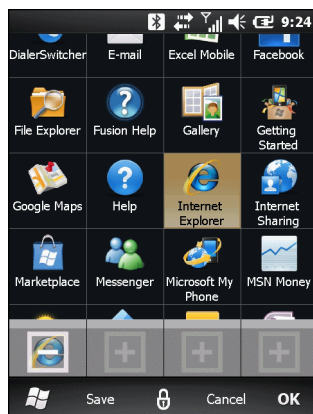 9:24
DialerSwitcher E-mail Excel Mobile Facebook
File Explorer Fusion Help Gallery Getting
Started
Google Maps Help Internet
Explorer Internet
Sharing
Marketplace Messenger Microsoft My
Phone MSN Money
Save Cancel OK